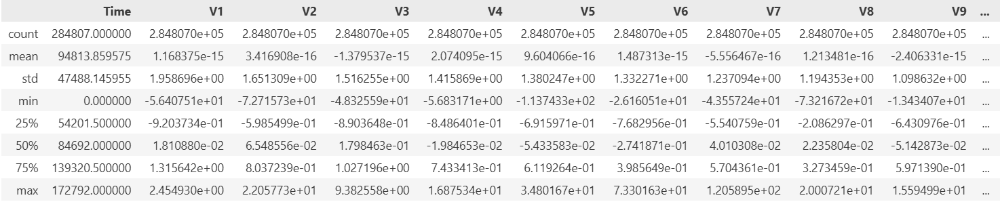 Time V1 V2 V3 V4 V5 V6 V7 V8 V9 ...
count 284807.000000 2.848070e+05 2.848070e+05 2.848070e+05 2.848070e+05 2.848070e+05 2.848070e+05 2.848070e+05 2.848070e+05 2.848070e+05 ...
mean 94813.859575 1.168375e-15 3.416908e-16 -1.379537e-15 2.074095e-15 9.604066e-16 1.487313e-15 -5.556467e-16 1.213481e-16 -2.406331e-15 ...
std 47488.145955 1.958696e+00 1.651309e+00 1.516255e+00 1.415869e+00 1.380247e+00 1.332271e+00 1.237094e+00 1.194353e+00 1.098632e+00 ...
min 0.000000 -5.640751e+01 -7.271573e+01 -4.832559e+01 -5.683171e+00 -1.137433e+02 -2.616051e+01 -4.355724e+01 -7.321672e+01 -1.343407e+01 ...
25% 54201.500000 -9.203734e-01 -5.985499e-01 -8.903648e-01 -8.486401e-01 -6.915971e-01 -7.682956e-01 -5.540759e-01 -2.086297e-01 -6.430976e-01 ...
50% 84692.000000 1.810880e-02 6.548556e-02 1.798463e-01 -1.984653e-02 -5.433583e-02 -2.741871e-01 4.010308e-02 2.235804e-02 -5.142873e-02 ...
75% 139320.500000 1.315642e+00 8.037239e-01 1.027196e+00 7.433413e-01 6.119264e-01 3.985649e-01 5.704361e-01 3.273459e-01 5.971390e-01 ...
max 172792.000000 2.454930e+00 2.205773e+01 9.382558e+00 1.687534e+01 3.480167e+01 7.330163e+01 1.205895e+02 2.000721e+01 1.559499e+01 ...